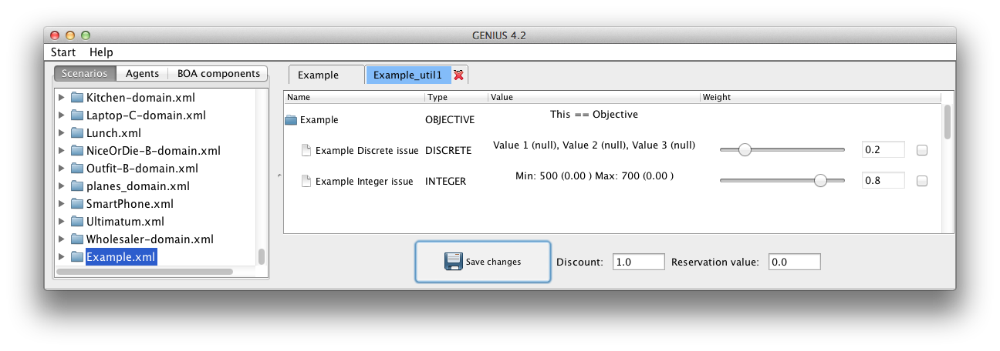 GENIUS 4.2
Start Help
Scenarios Agents BOA components
Kitchen-domain.xml
Laptop-C-domain.xml
Lunch.xml
NiceOrDie-B-domain.xml
Outfit-B-domain.xml
planes_domain.xml
SmartPhone.xml
Ultimatum.xml
Wholesaler-domain.xml
Example.xml
Example Example_util1
Name Type Value Weight
Example OBJECTIVE This == Objective
Example Discrete issue DISCRETE Value 1 (null), Value 2 (null), Value 3 (null) 0.2
Example Integer issue INTEGER Min: 500 (0.00 ) Max: 700 (0.00 ) 0.8
Save changes Discount: 1.0 Reservation value: 0.0